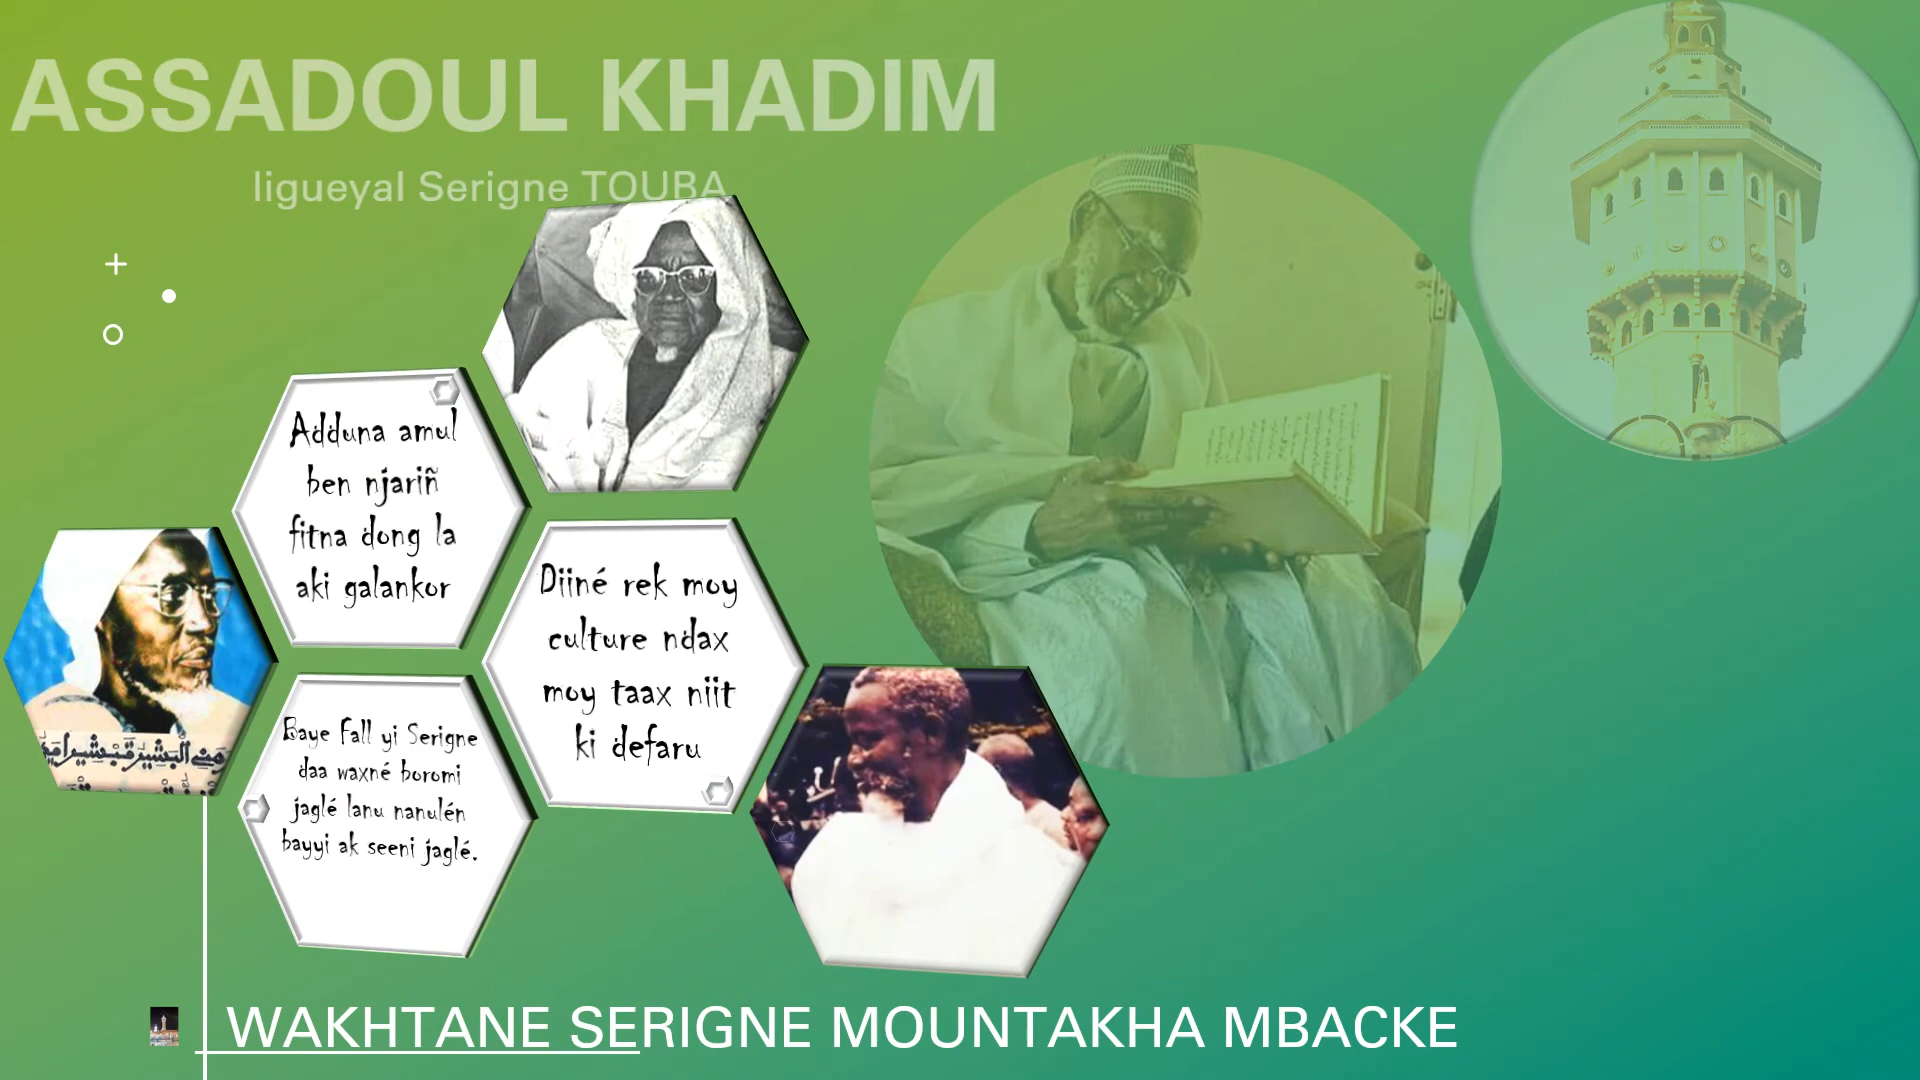 ASSADOUL KHADIM
ligueyal Serigne TOUBA
Adduna amul
ben njariñ
fitna dong la
aki galankor
Diiné rek moy
culture ndax
moy taax niit
ki defaru
Baye Fall yi Serigne
daa waxné boromi
jaglé lanu nanulén
bayyi ak seeni jaglé.
WAKHTANE SERIGNE MOUNTAKHA MBACKE